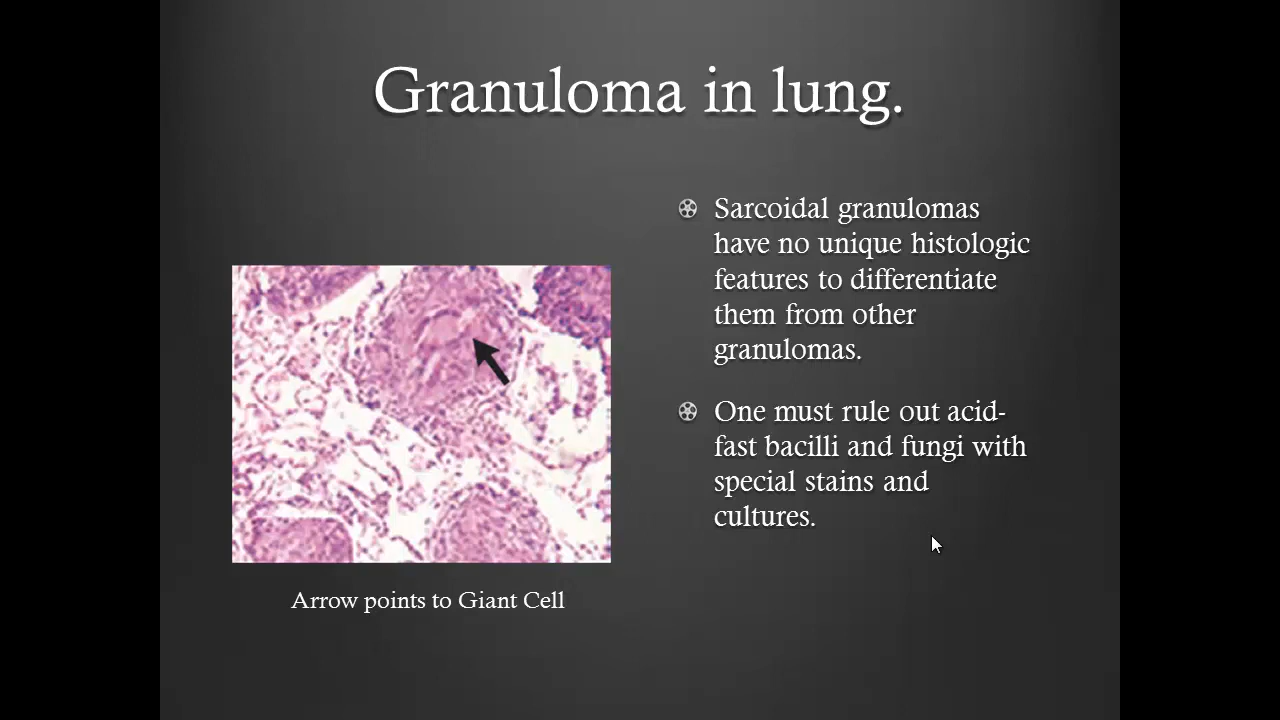 Granuloma in lung.
Sarcoidal granulomas
have no unique histologic
features to differentiate
them from other
granulomas.
One must rule out acid-
fast bacilli and fungi with
special stains and
cultures.
Arrow points to Giant Cell